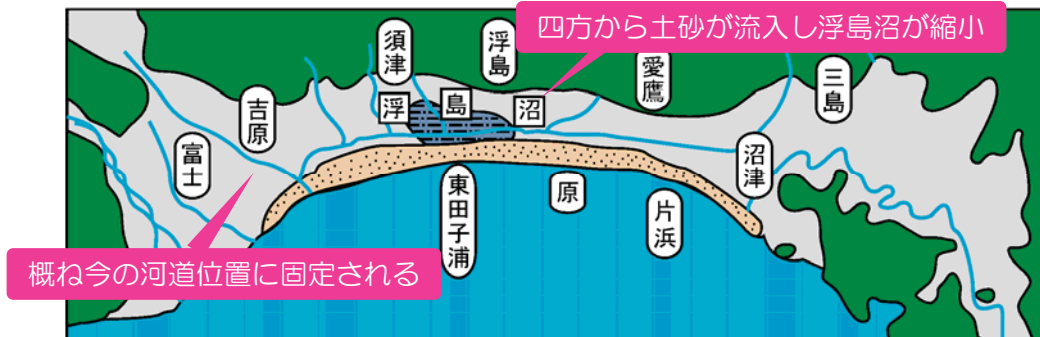 四方から土砂が流入し浮島沼が縮小
須津
浮島
愛鷹
三島
吉原
浮島沼
富士
沼津
東田子浦
原
片浜
概ね今の河道位置に固定される